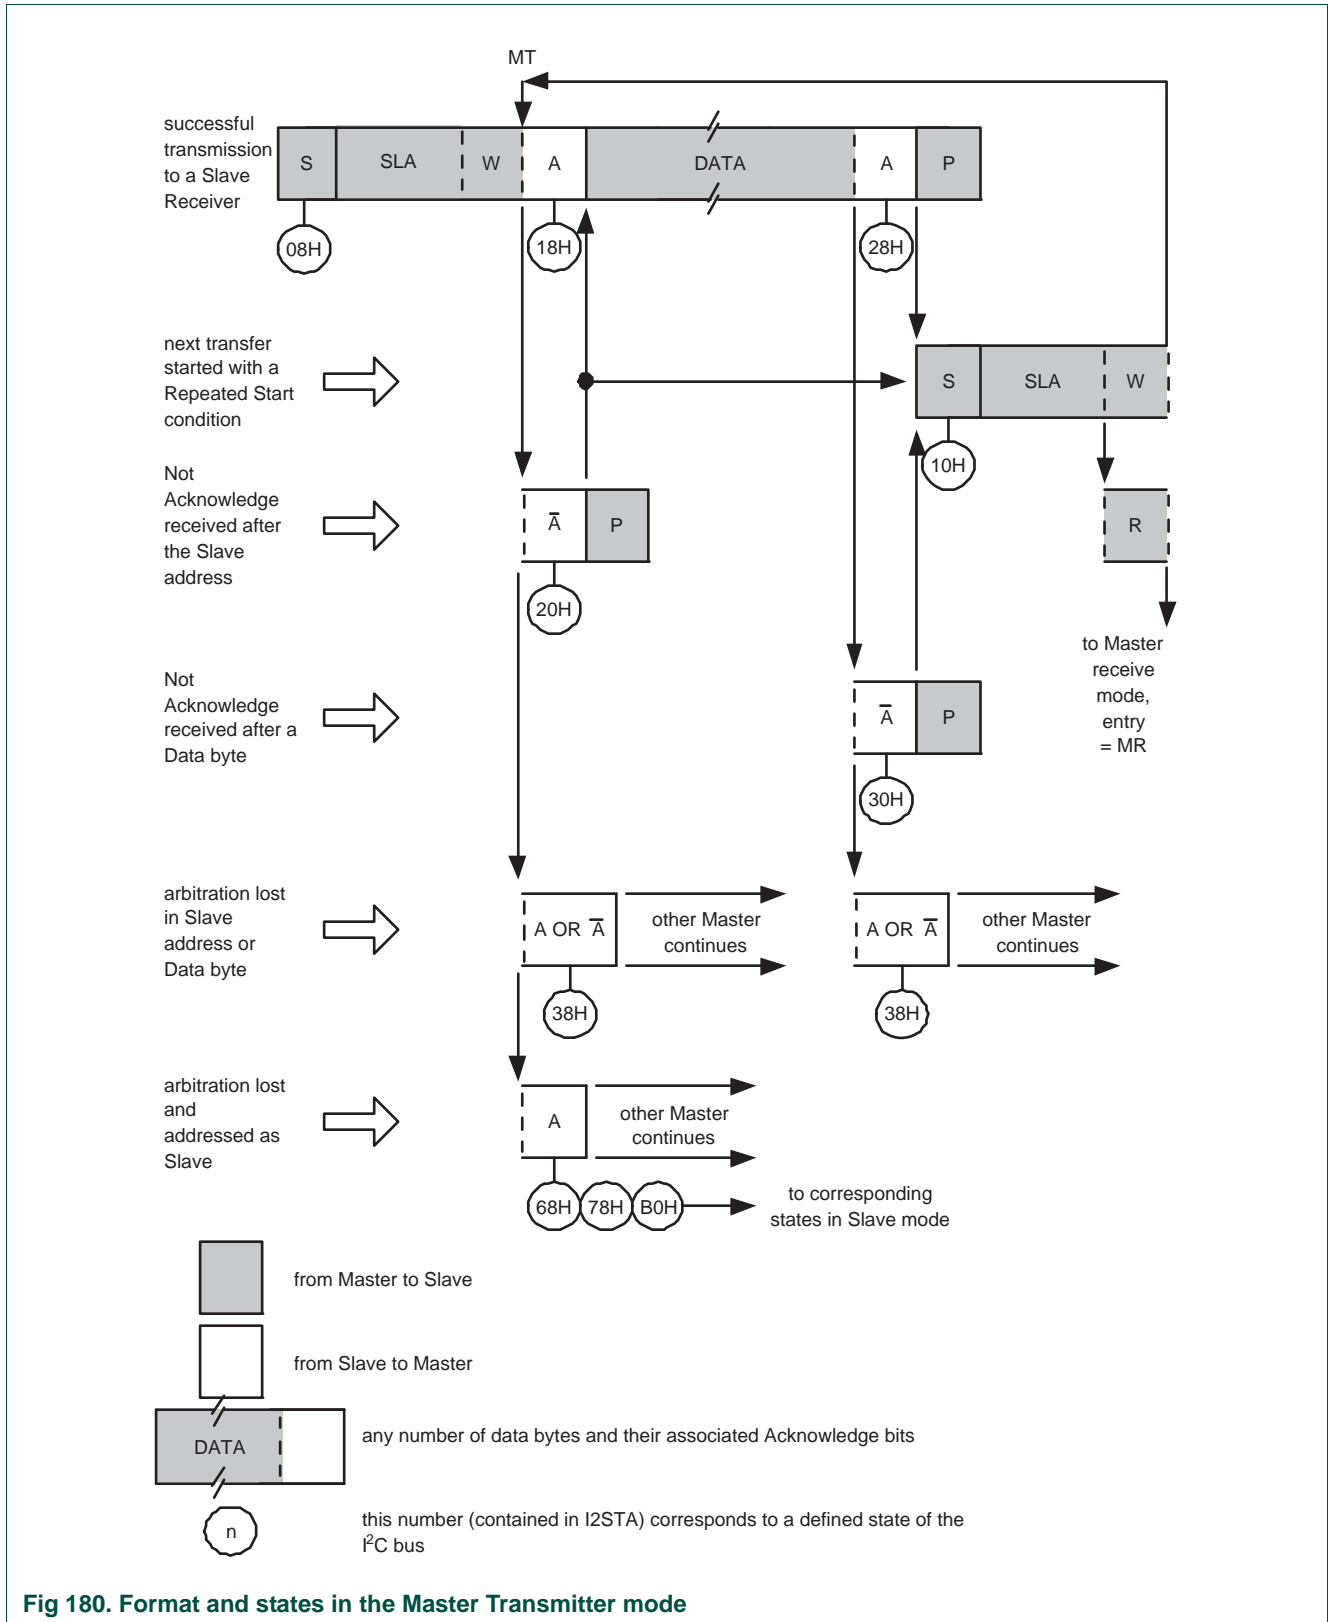 MT
successful
transmission
to a Slave
Receiver
S
SLA
W
A
DATA
A
P
08H
18H
28H
next transfer
started with a
Repeated Start
condition
S
SLA
W
10H
Not
Acknowledge
received after
the Slave
address
A̅
P
R
20H
to Master
receive
mode,
entry
= MR
Not
Acknowledge
received after a
Data byte
A̅
P
30H
arbitration lost
in Slave
address or
Data byte
A OR A̅
other Master
continues
A OR A̅
other Master
continues
38H
38H
arbitration lost
and
addressed as
Slave
A
other Master
continues
68H
78H
B0H
to corresponding
states in Slave mode
from Master to Slave
from Slave to Master
DATA
any number of data bytes and their associated Acknowledge bits
n
this number (contained in I2STA) corresponds to a defined state of the
I²C bus
Fig 180. Format and states in the Master Transmitter mode